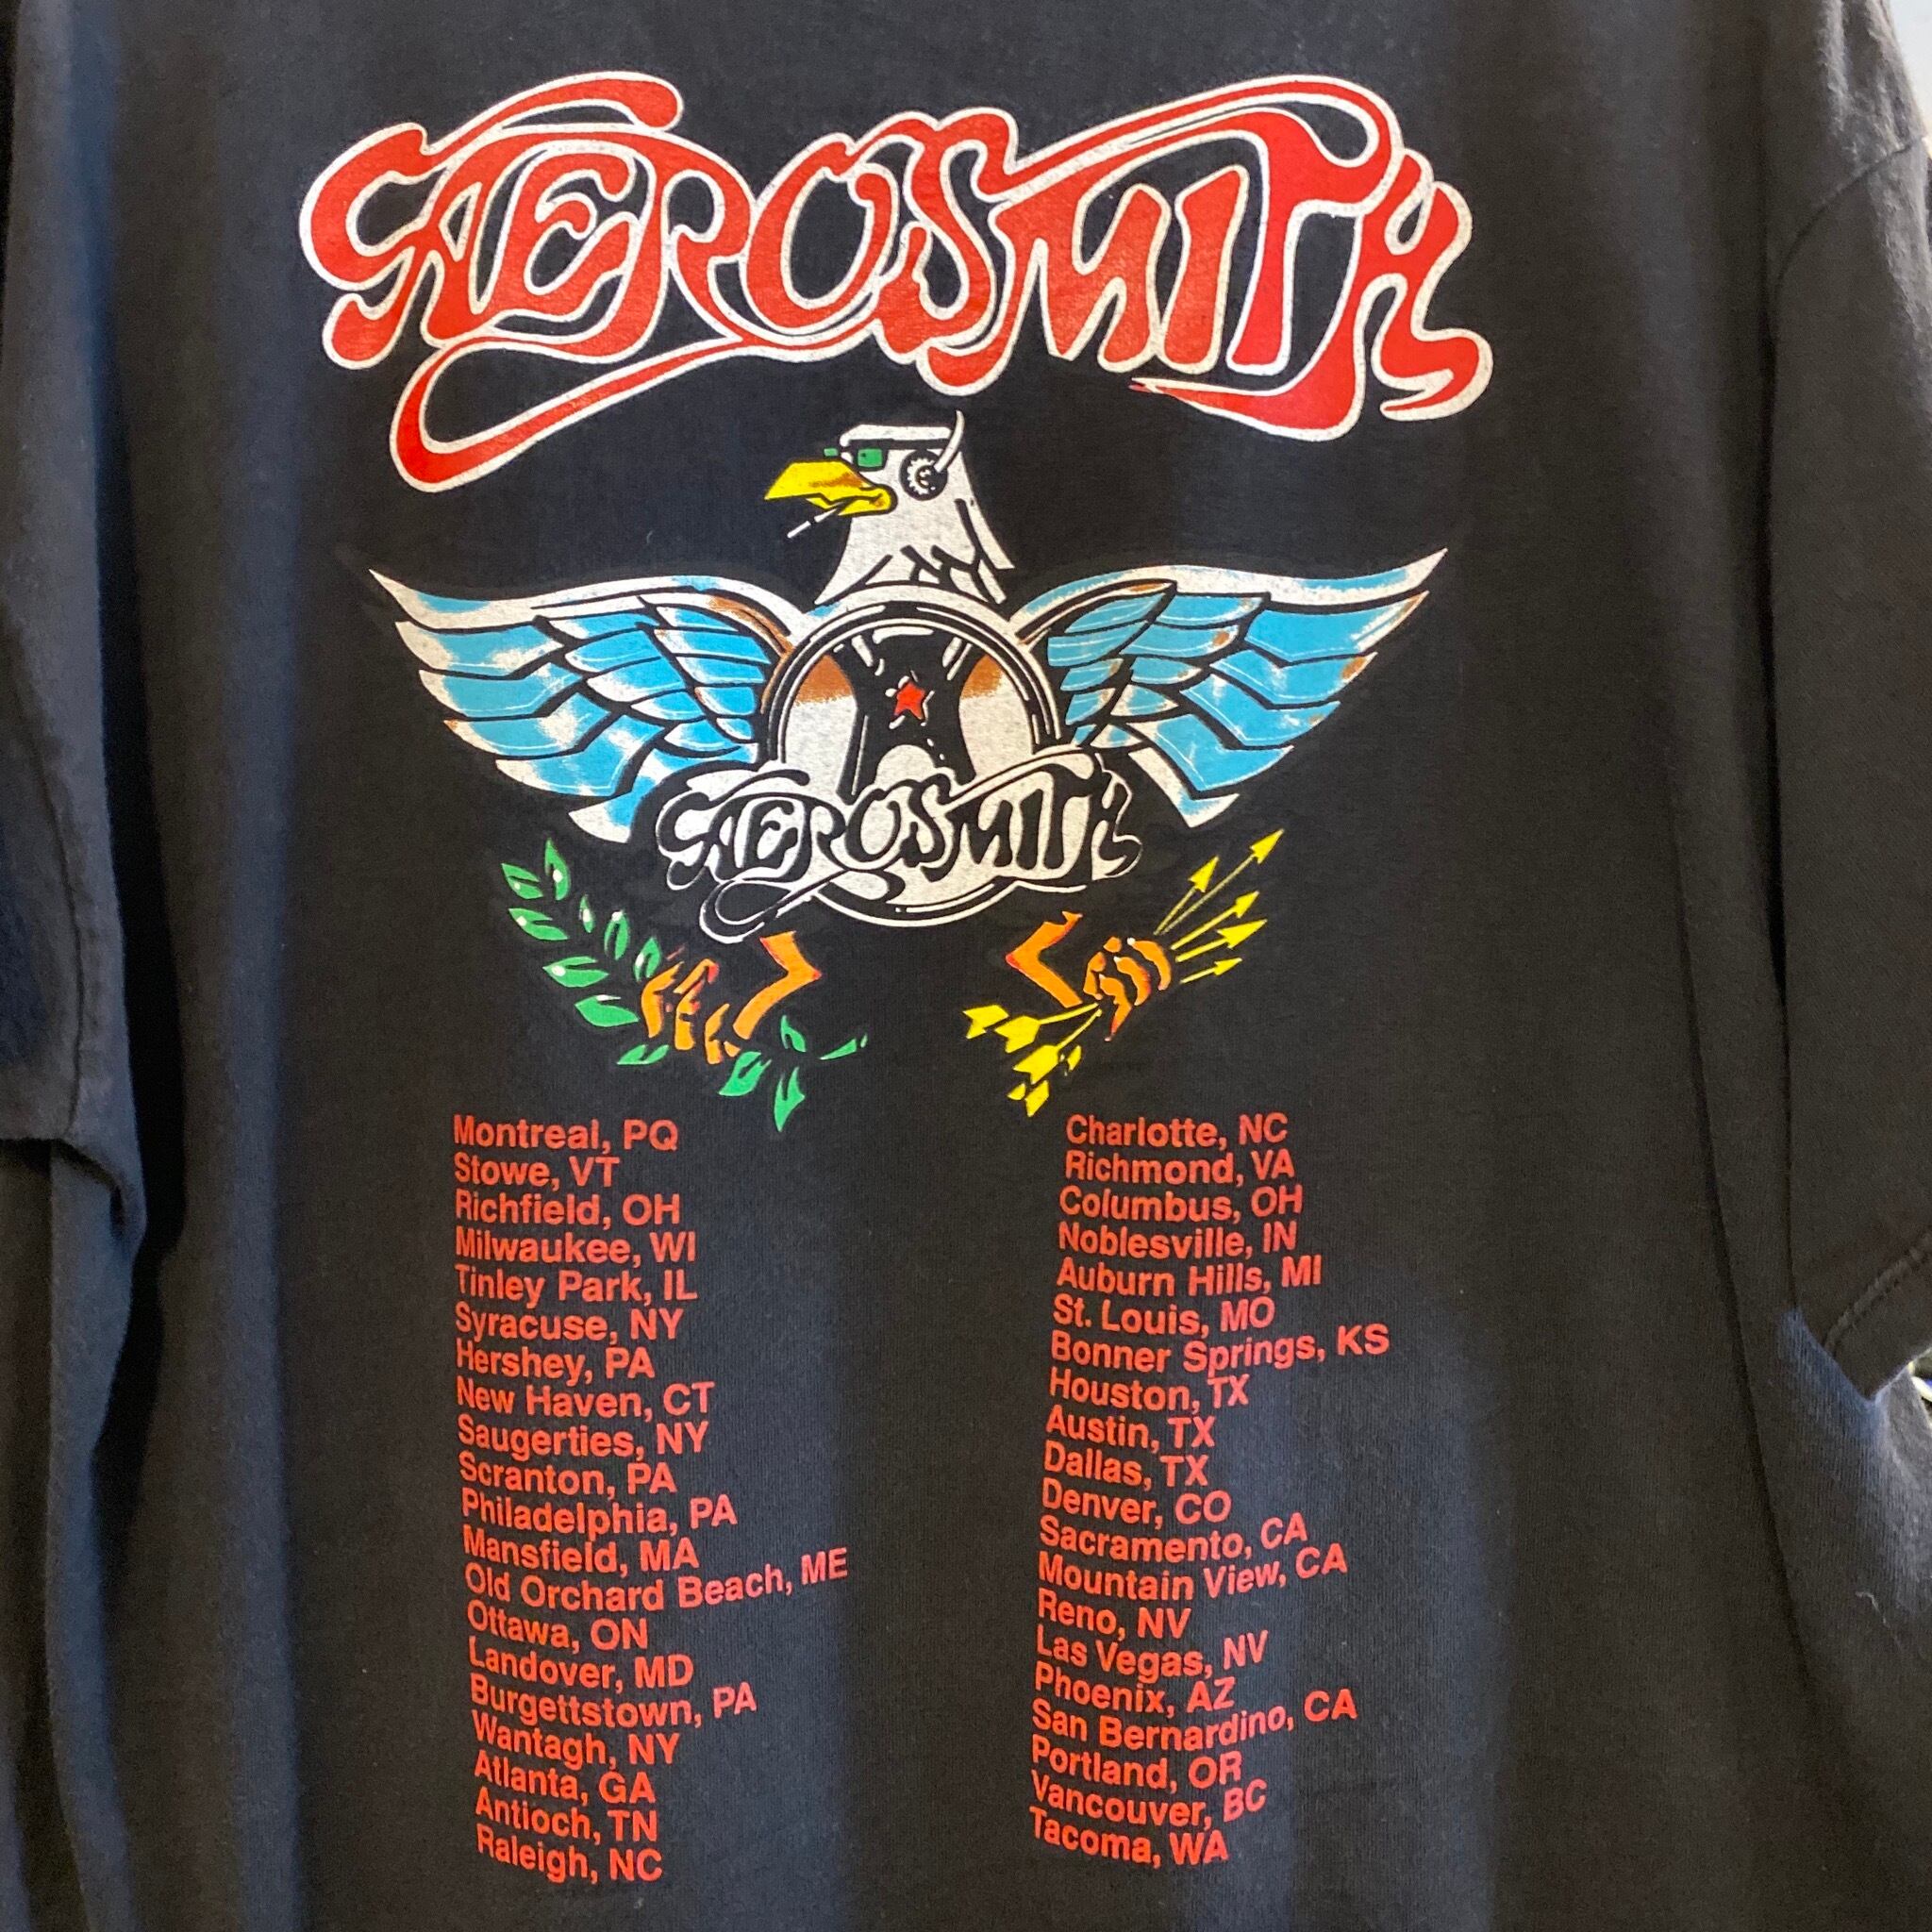 AEROSMITH
AEROSMITH
Montreal, PQ
Stowe, VT
Richfield, OH
Milwaukee, WI
Tinley Park, IL
Syracuse, NY
Hershey, PA
New Haven, CT
Saugerties, NY
Scranton, PA
Philadelphia, PA
Mansfield, MA
Old Orchard Beach, ME
Ottawa, ON
Landover, MD
Burgettstown, PA
Wantagh, NY
Atlanta, GA
Antioch, TN
Raleigh, NC
Charlotte, NC
Richmond, VA
Columbus, OH
Noblesville, IN
Auburn Hills, MI
St. Louis, MO
Bonner Springs, KS
Houston, TX
Austin, TX
Dallas, TX
Denver, CO
Sacramento, CA
Mountain View, CA
Reno, NV
Las Vegas, NV
Phoenix, AZ
San Bernardino, CA
Portland, OR
Vancouver, BC
Tacoma, WA